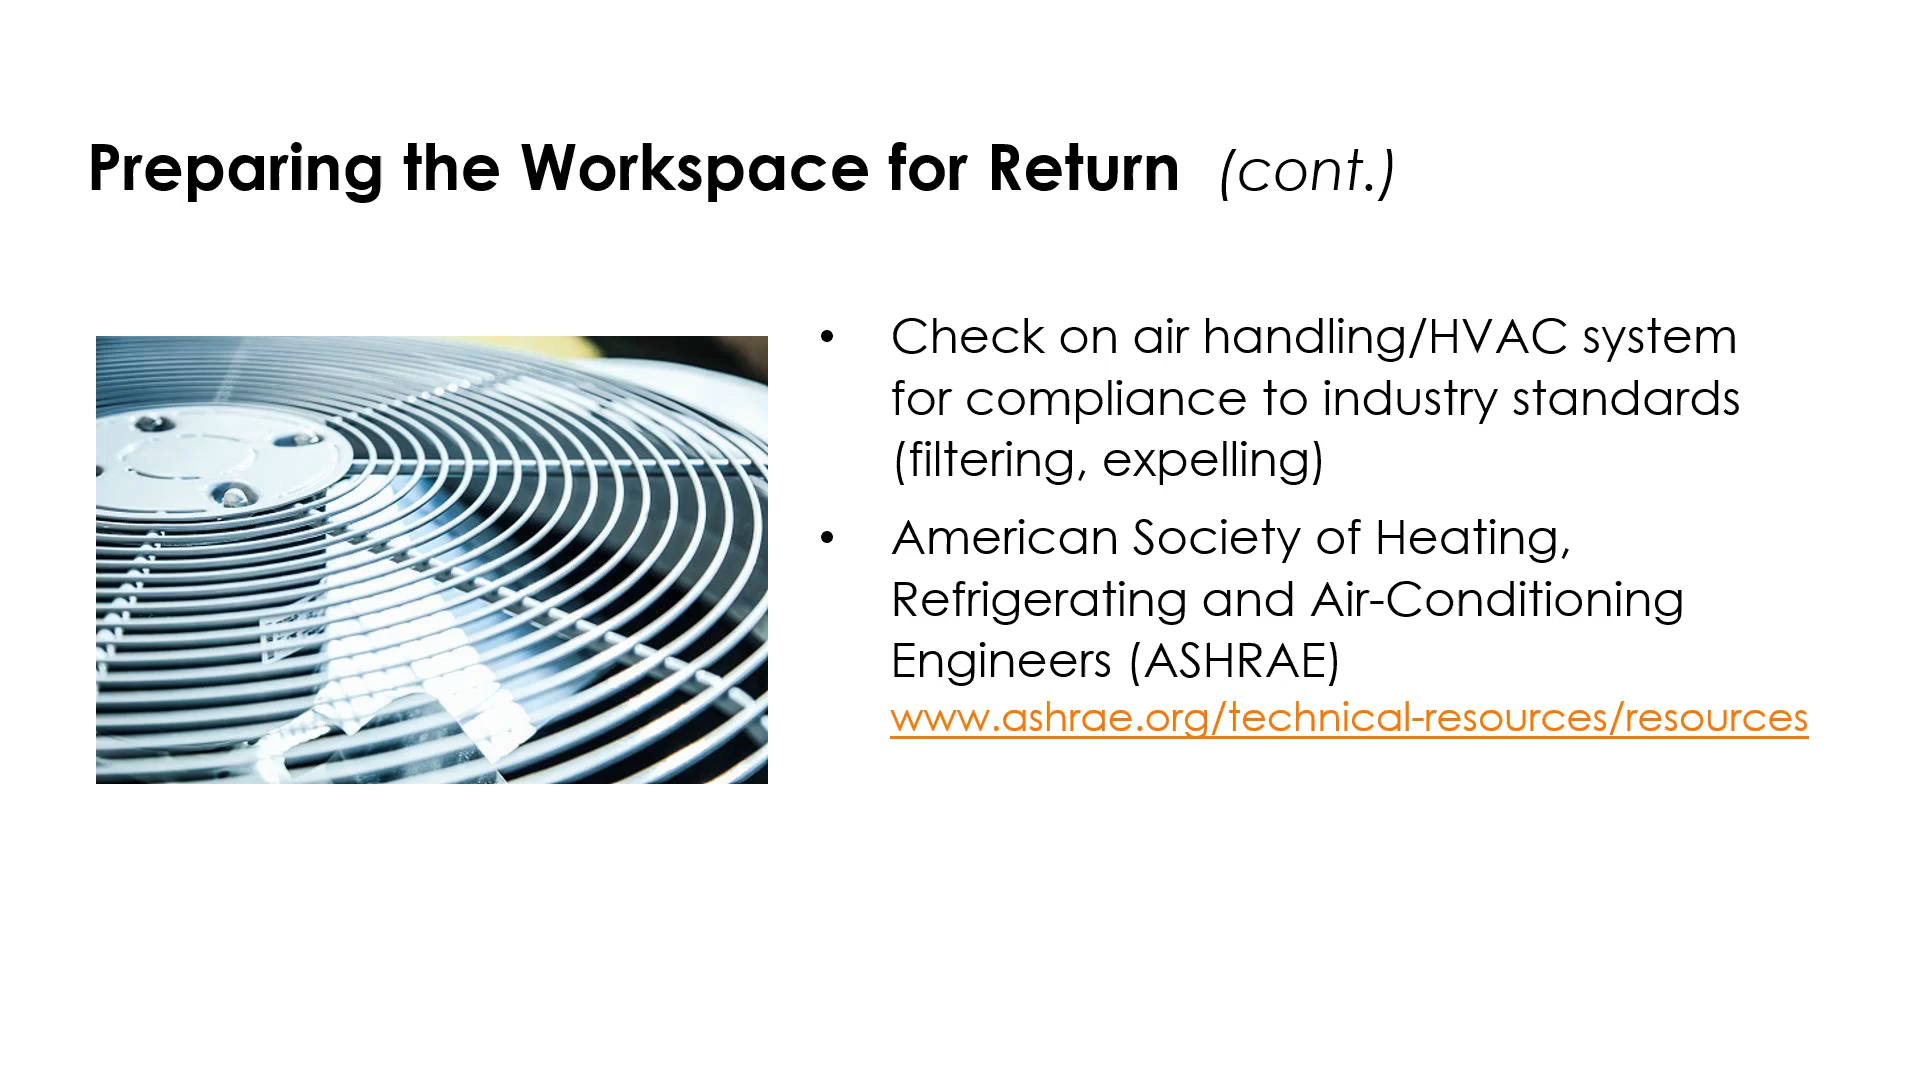 Preparing the Workspace for Return (cont.)
• Check on air handling/HVAC system
for compliance to industry standards
(filtering, expelling)
• American Society of Heating,
Refrigerating and Air-Conditioning
Engineers (ASHRAE)
www.ashrae.org/technical-resources/resources